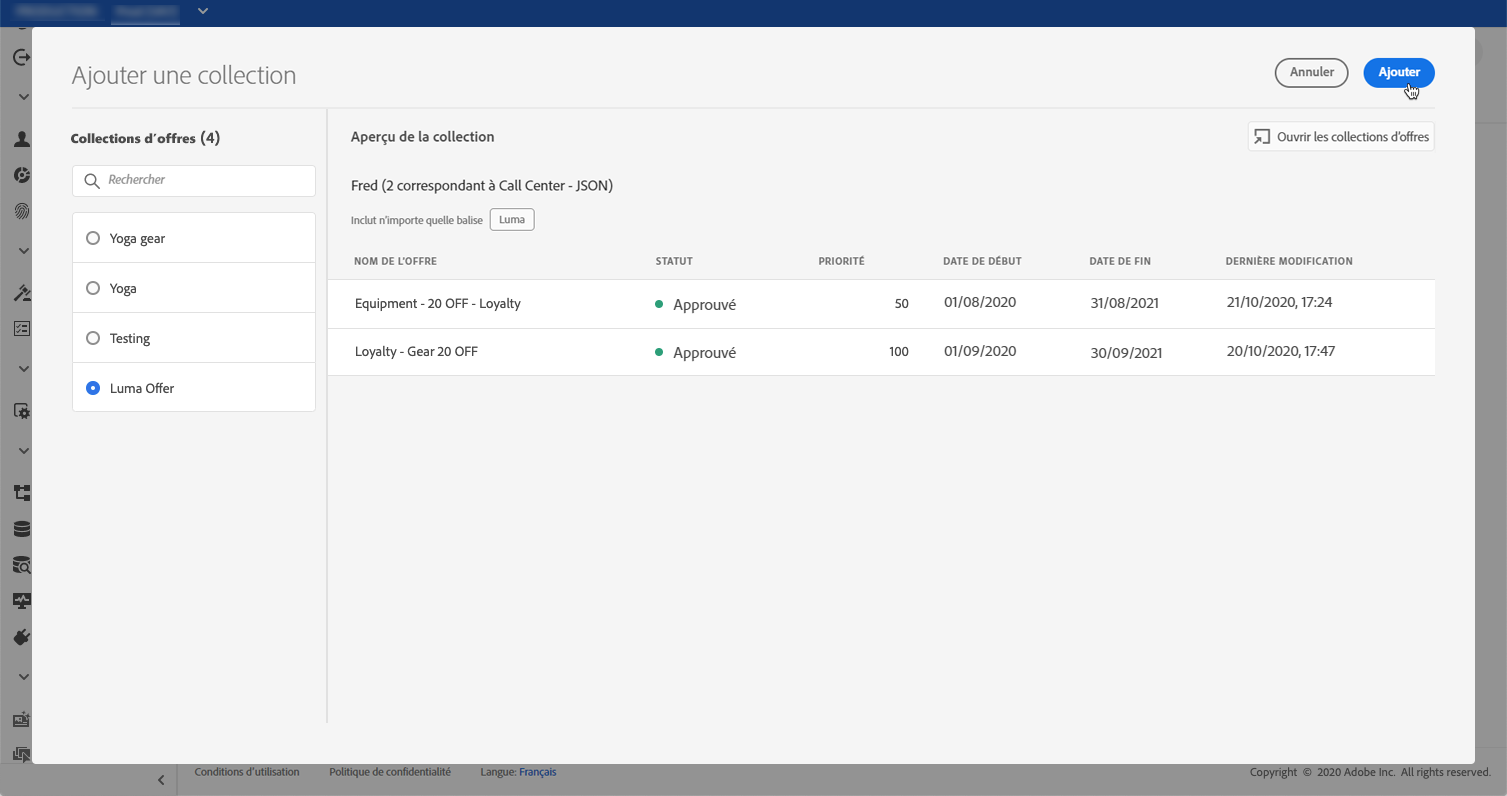 Ajouter une collection
Annuler
Ajouter
Collections d'offres (4)
Rechercher
Yoga gear
Yoga
Testing
Luma Offer
Aperçu de la collection
Ouvrir les collections d'offres
Fred (2 correspondant à Call Center - JSON)
Inclut n'importe quelle balise Luma
NOM DE L'OFFRE STATUT PRIORITÉ DATE DE DÉBUT DATE DE FIN DERNIÈRE MODIFICATION
Equipment - 20 OFF - Loyalty Approuvé 50 01/08/2020 31/08/2021 21/10/2020, 17:24
Loyalty - Gear 20 OFF Approuvé 100 01/09/2020 30/09/2021 20/10/2020, 17:47
Conditions d'utilisation Politique de confidentialité Langue: Français Copyright © 2020 Adobe Inc. All rights reserved.